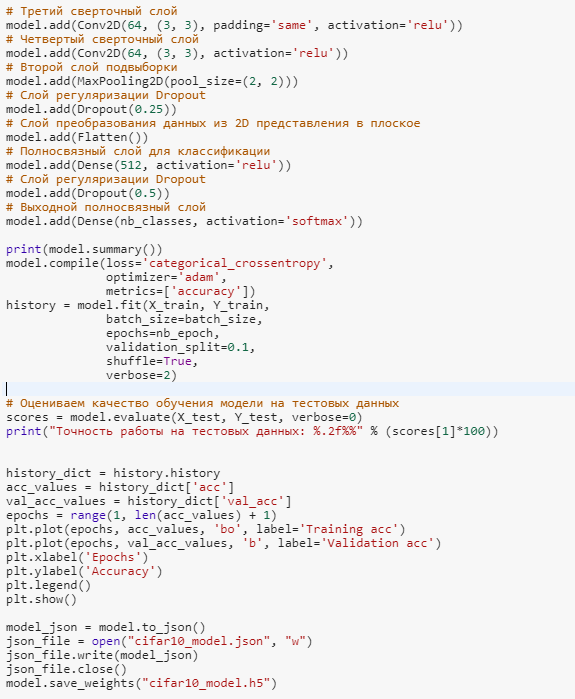 # Третий сверточный слой
model.add(Conv2D(64, (3, 3), padding='same', activation='relu'))
# Четвертый сверточный слой
model.add(Conv2D(64, (3, 3), activation='relu'))
# Второй слой подвыборки
model.add(MaxPooling2D(pool_size=(2, 2)))
# Слой регуляризации Dropout
model.add(Dropout(0.25))
# Слой преобразования данных из 2D представления в плоское
model.add(Flatten())
# Полносвязный слой для классификации
model.add(Dense(512, activation='relu'))
# Слой регуляризации Dropout
model.add(Dropout(0.5))
# Выходной полносвязный слой
model.add(Dense(nb_classes, activation='softmax'))

print(model.summary())
model.compile(loss='categorical_crossentropy',
              optimizer='adam',
              metrics=['accuracy'])
history = model.fit(X_train, Y_train,
              batch_size=batch_size,
              epochs=nb_epoch,
              validation_split=0.1,
              shuffle=True,
              verbose=2)

# Оцениваем качество обучения модели на тестовых данных
scores = model.evaluate(X_test, Y_test, verbose=0)
print("Точность работы на тестовых данных: %.2f%%" % (scores[1]*100))


history_dict = history.history
acc_values = history_dict['acc']
val_acc_values = history_dict['val_acc']
epochs = range(1, len(acc_values) + 1)
plt.plot(epochs, acc_values, 'bo', label='Training acc')
plt.plot(epochs, val_acc_values, 'b', label='Validation acc')
plt.xlabel('Epochs')
plt.ylabel('Accuracy')
plt.legend()
plt.show()

model_json = model.to_json()
json_file = open("cifar10_model.json", "w")
json_file.write(model_json)
json_file.close()
model.save_weights("cifar10_model.h5")